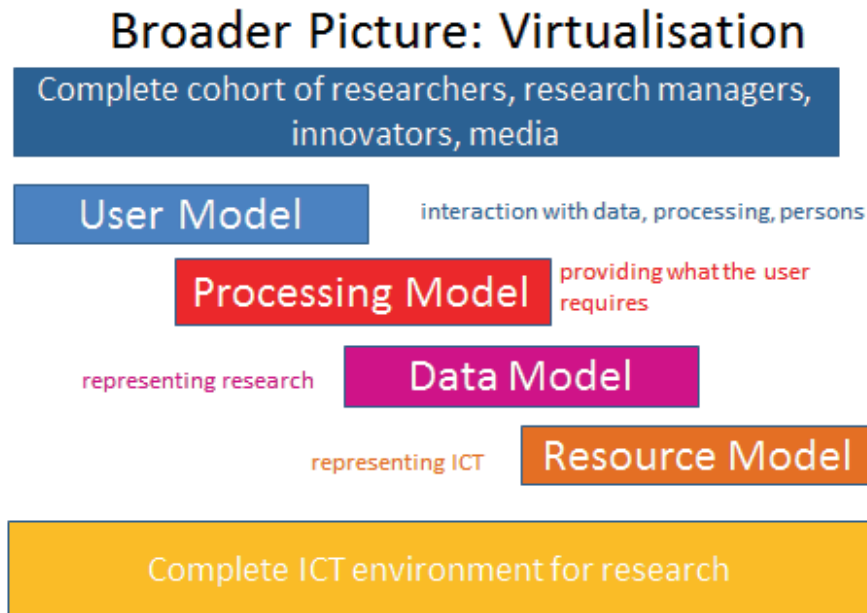 Broader Picture: Virtualisation
Complete cohort of researchers, research managers,
innovators, media
User Model
interaction with data, processing, persons
Processing Model
providing what the user
requires
representing research
Data Model
representing ICT
Resource Model
Complete ICT environment for research